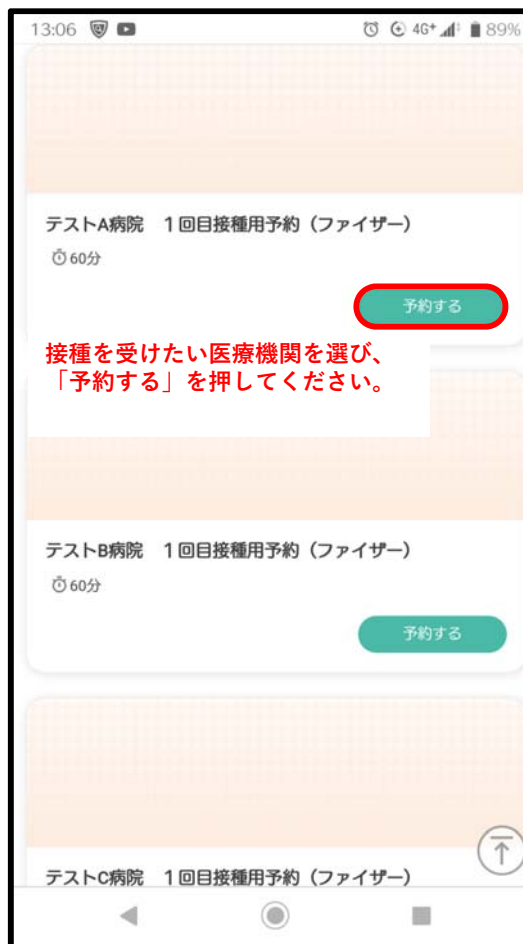 13:06 4G+ 89%
テストA病院 1回目接種用予約（ファイザー）
60分
予約する
接種を受けたい医療機関を選び、
「予約する」を押してください。
テストB病院 1回目接種用予約（ファイザー）
60分
予約する
テストC病院 1回目接種用予約（ファイザー）